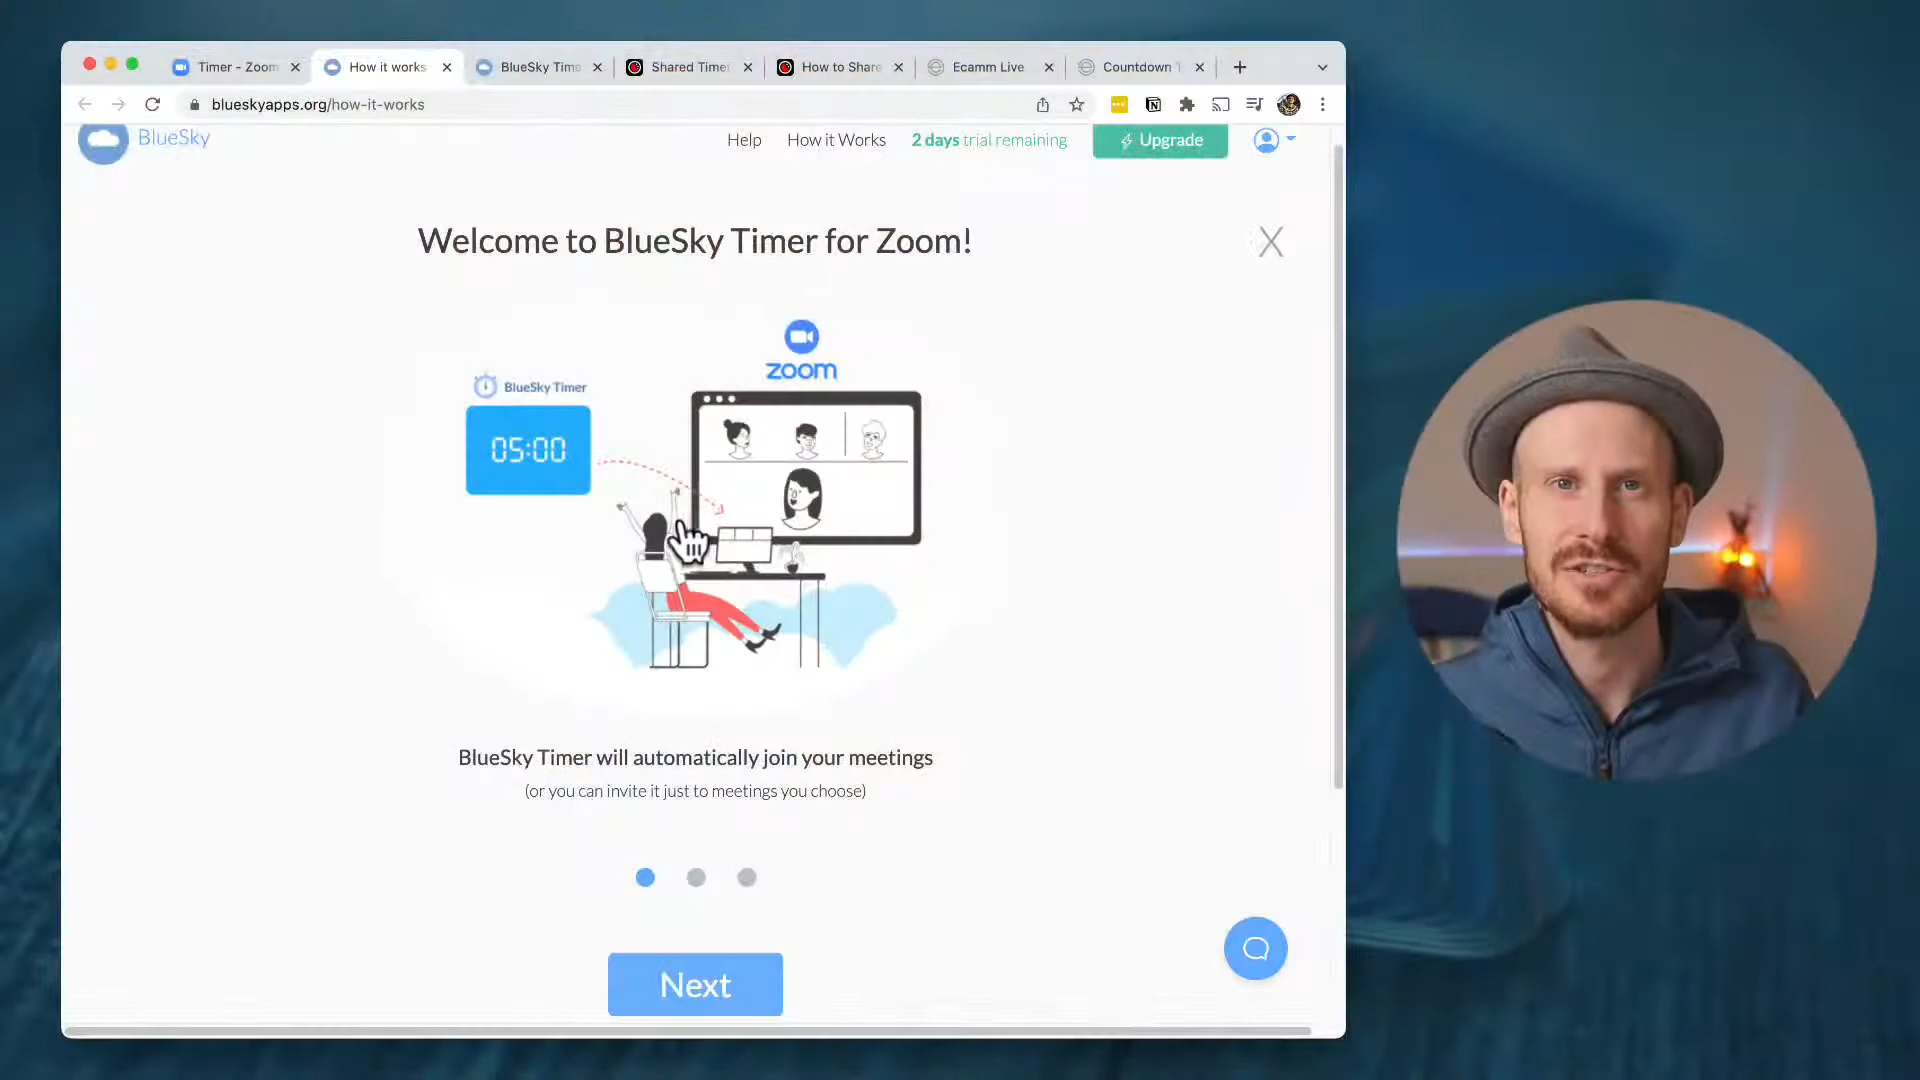 Timer - Zoom
How it works
BlueSky Time
Shared Timer
How to Share
Ecamm Live
Countdown T
blueskyapps.org/how-it-works
BlueSky
Help
How it Works
2 days trial remaining
Upgrade
Welcome to BlueSky Timer for Zoom!
X
zoom
BlueSky Timer
05:00
BlueSky Timer will automatically join your meetings
(or you can invite it just to meetings you choose)
Next